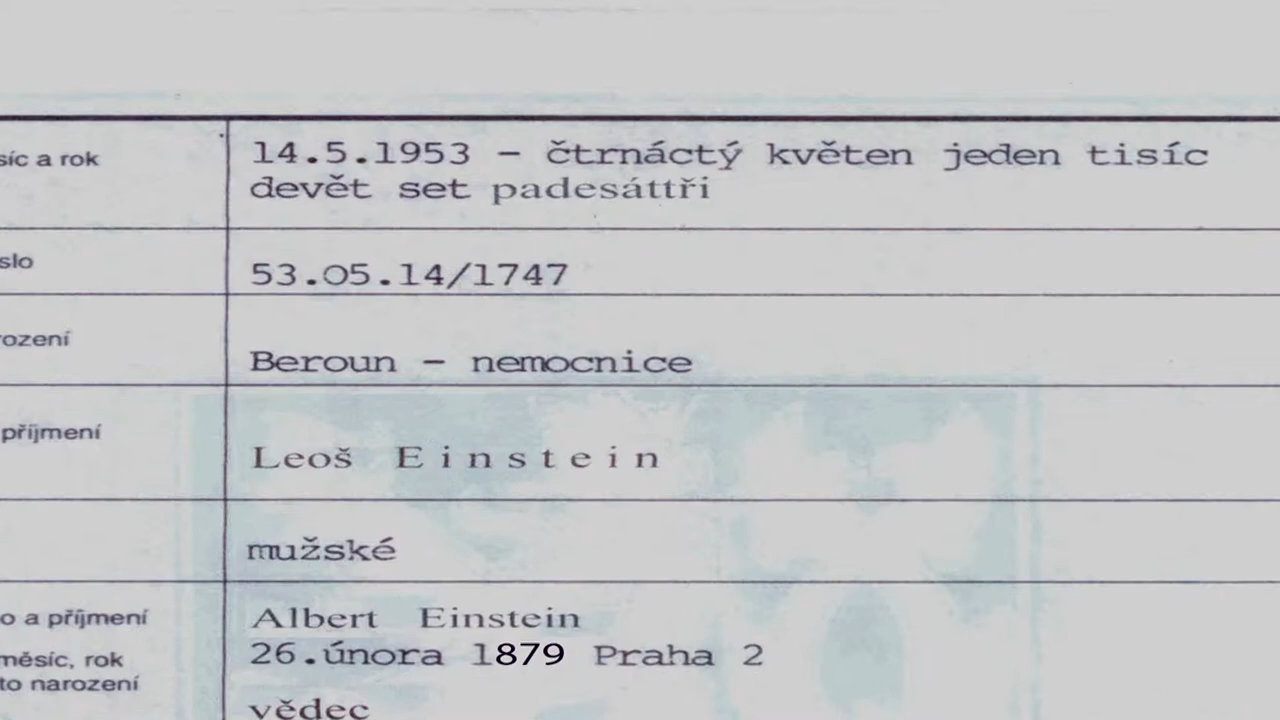 síc a rok
14.5.1953 – čtrnáctý květen jeden tisíc
devět set padesáttři
slo
53.05.14/1747
rození
Beroun – nemocnice
příjmení
Leoš Einstein
mužské
o a příjmení
Albert Einstein
měsíc, rok
26.února 1879 Praha 2
to narození
vědec